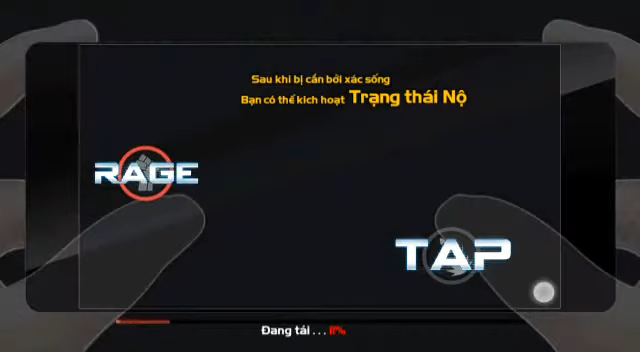 Sau khi bị cắn bởi xác sống
Bạn có thể kích hoạt Trạng thái Nộ
RAGE
TAP
Đang tải . . .